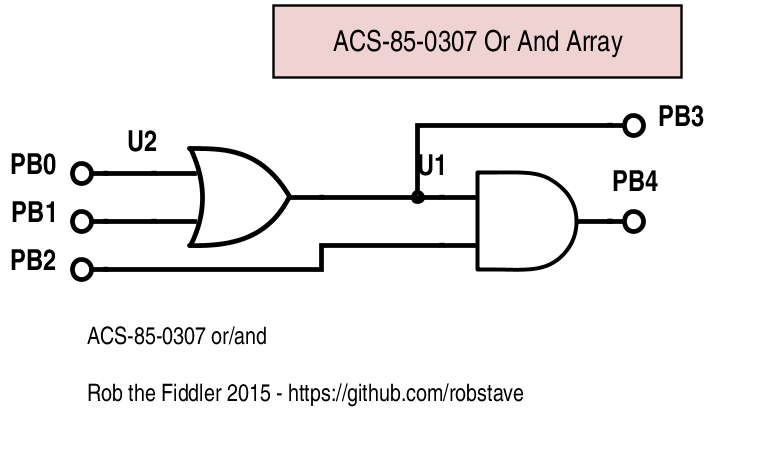 ACS-85-0307 Or And Array
PB3
U2
U1
PB0
PB4
PB1
PB2
ACS-85-0307 or/and
Rob the Fiddler 2015 - https://github.com/robstave